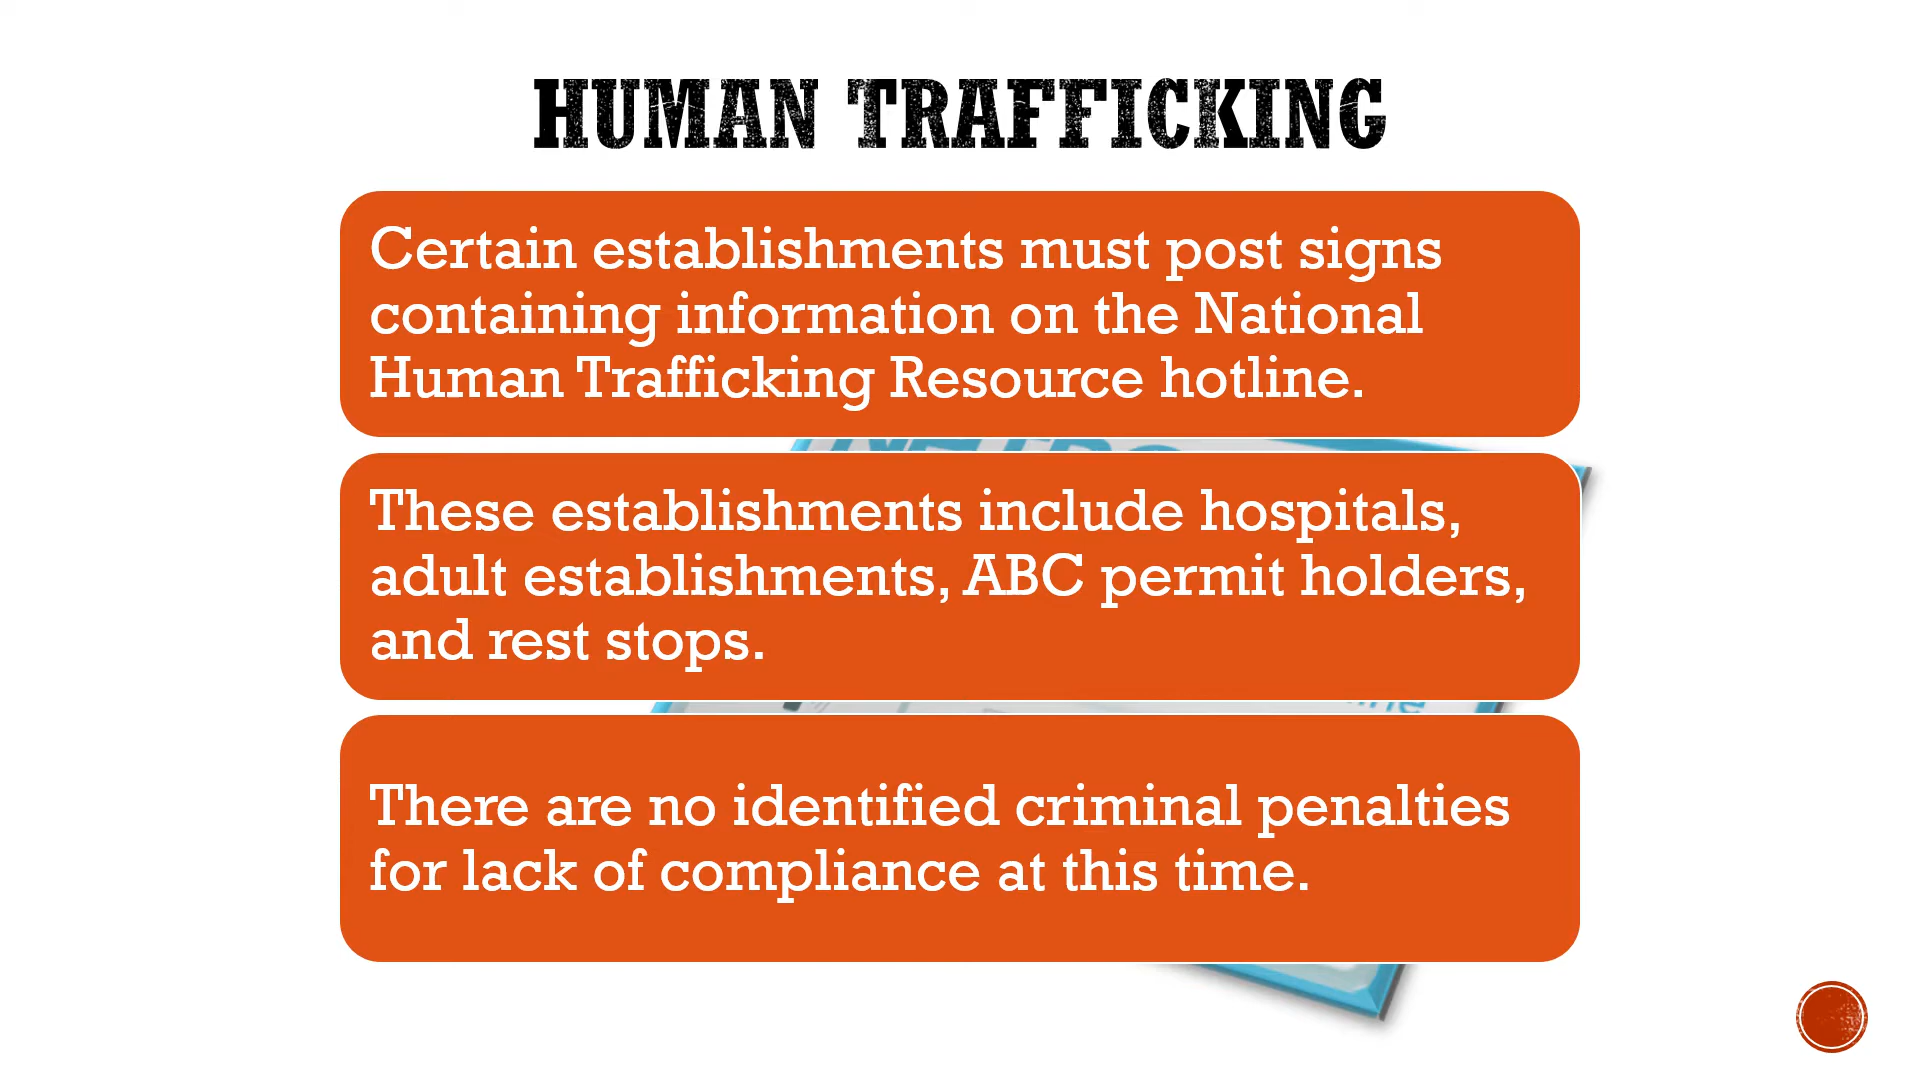 HUMAN TRAFFICKING
Certain establishments must post signs
containing information on the National
Human Trafficking Resource hotline.
These establishments include hospitals,
adult establishments, ABC permit holders,
and rest stops.
There are no identified criminal penalties
for lack of compliance at this time.